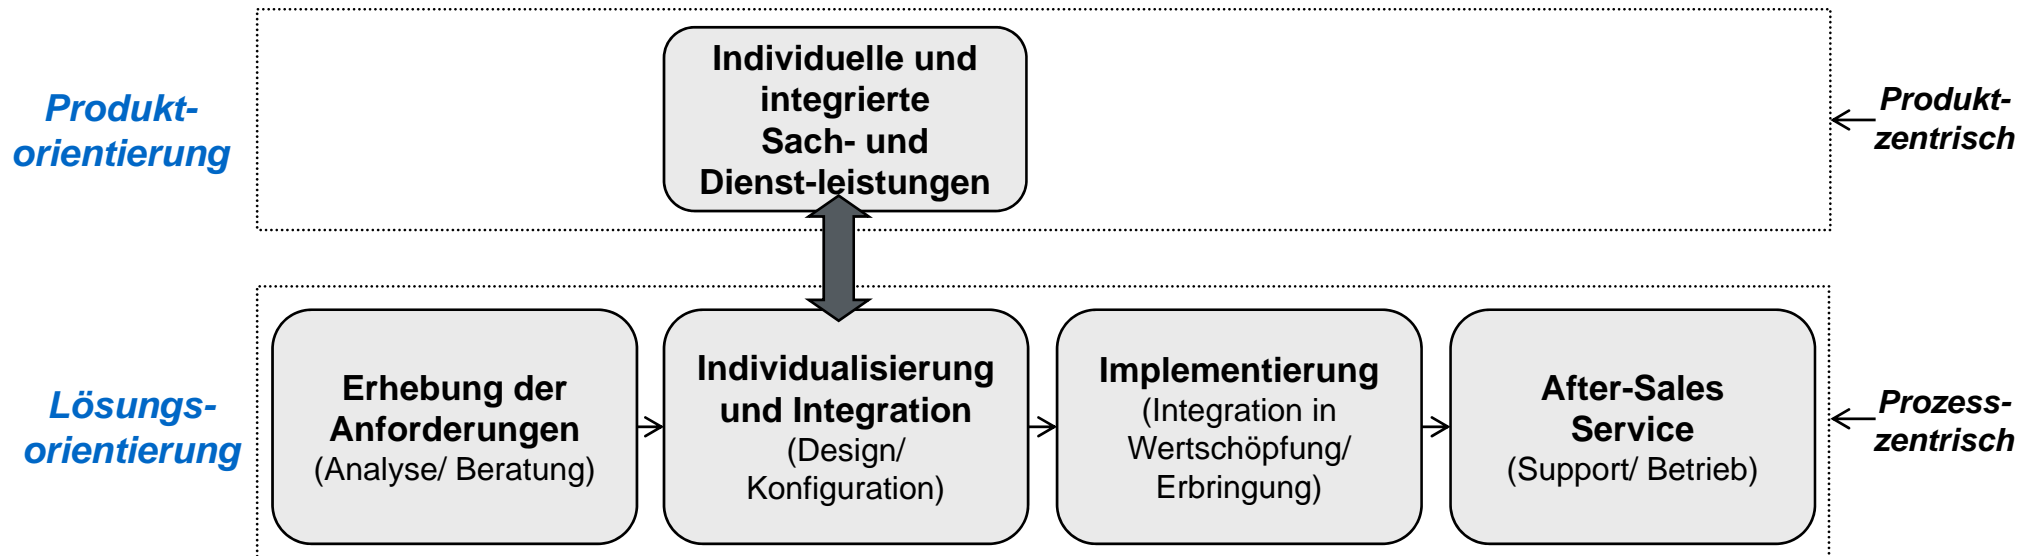 Produkt-
orientierung
Individuelle und
integrierte
Sach- und
Dienst-leistungen
Produkt-
zentrisch
Lösungs-
orientierung
Erhebung der
Anforderungen
(Analyse/ Beratung)
Individualisierung
und Integration
(Design/
Konfiguration)
Implementierung
(Integration in
Wertschöpfung/
Erbringung)
After-Sales
Service
(Support/ Betrieb)
Prozess-
zentrisch